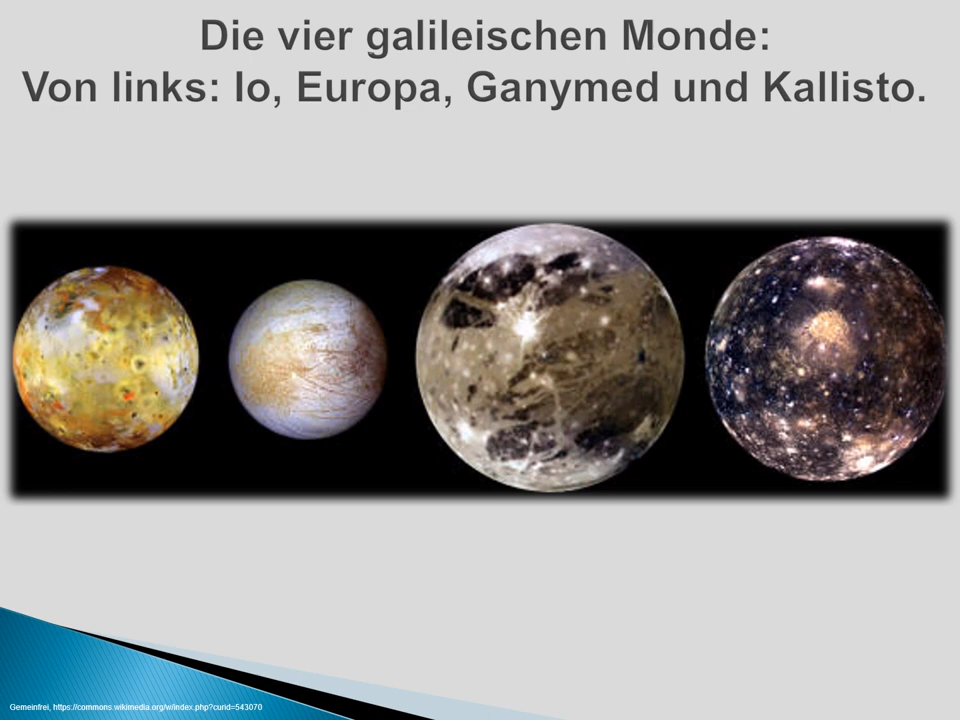 Die vier galileischen Monde:
Von links: Io, Europa, Ganymed und Kallisto.
Gemeinfrei, https://commons.wikimedia.org/w/index.php?curid=543070